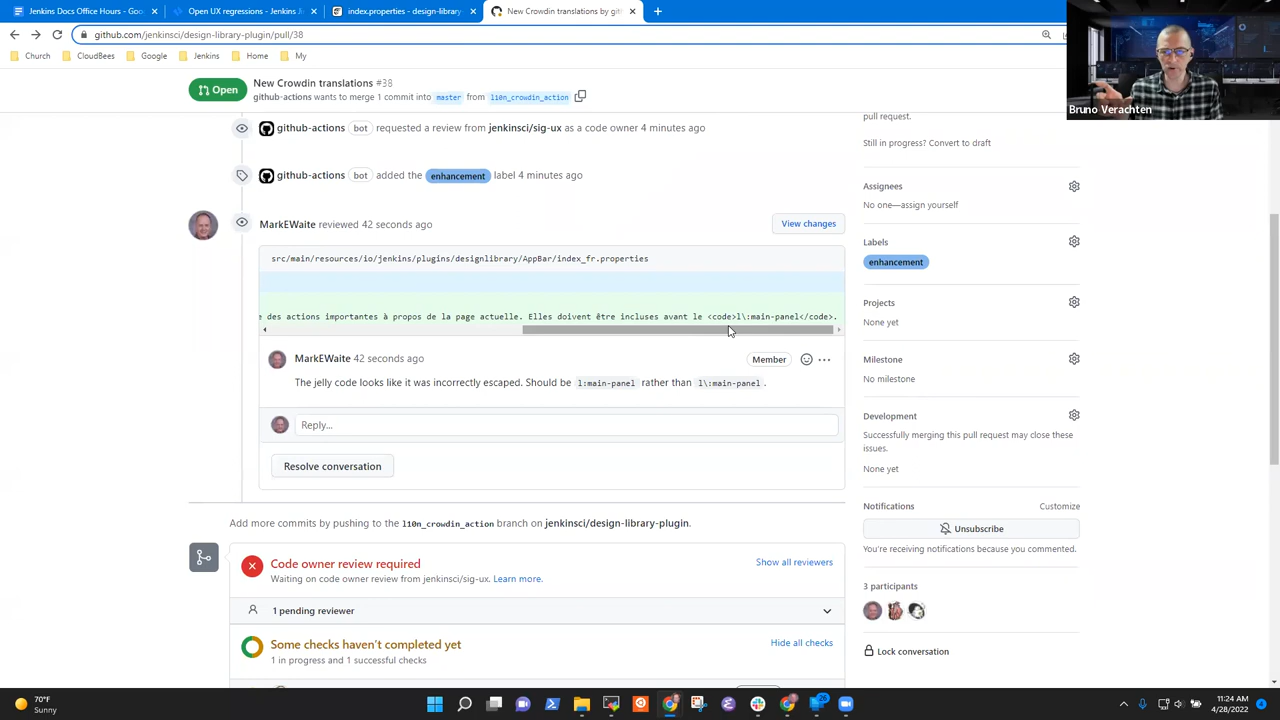 Jenkins Docs Office Hours - Goo
Open UX regressions - Jenkins Ji
index.properties - design-library
New Crowdin translations by git
github.com/jenkinsci/design-library-plugin/pull/38
Church
CloudBees
Google
Jenkins
Home
My
Bruno Verachten
Open
New Crowdin translations #38
github-actions wants to merge 1 commit into master from l10n_crowdin_action
github-actions bot requested a review from jenkinsci/sig-ux as a code owner 4 minutes ago
github-actions bot added the enhancement label 4 minutes ago
MarkEWaite reviewed 42 seconds ago
View changes
src/main/resources/io/jenkins/plugins/designlibrary/AppBar/index_fr.properties
e des actions importantes à propos de la page actuelle. Elles doivent être incluses avant le <code>l\:main-panel</code>.
MarkEWaite 42 seconds ago
Member
The jelly code looks like it was incorrectly escaped. Should be l:main-panel rather than l\:main-panel.
Reply...
Resolve conversation
Add more commits by pushing to the l10n_crowdin_action branch on jenkinsci/design-library-plugin.
Code owner review required
Show all reviewers
Waiting on code owner review from jenkinsci/sig-ux. Learn more.
1 pending reviewer
Some checks haven't completed yet
Hide all checks
1 in progress and 1 successful checks
pull request.
Still in progress? Convert to draft
Assignees
No one—assign yourself
Labels
enhancement
Projects
None yet
Milestone
No milestone
Development
Successfully merging this pull request may close these
issues.
None yet
Notifications
Customize
Unsubscribe
You're receiving notifications because you commented.
3 participants
Lock conversation
70°F
Sunny
11:24 AM
4/28/2022